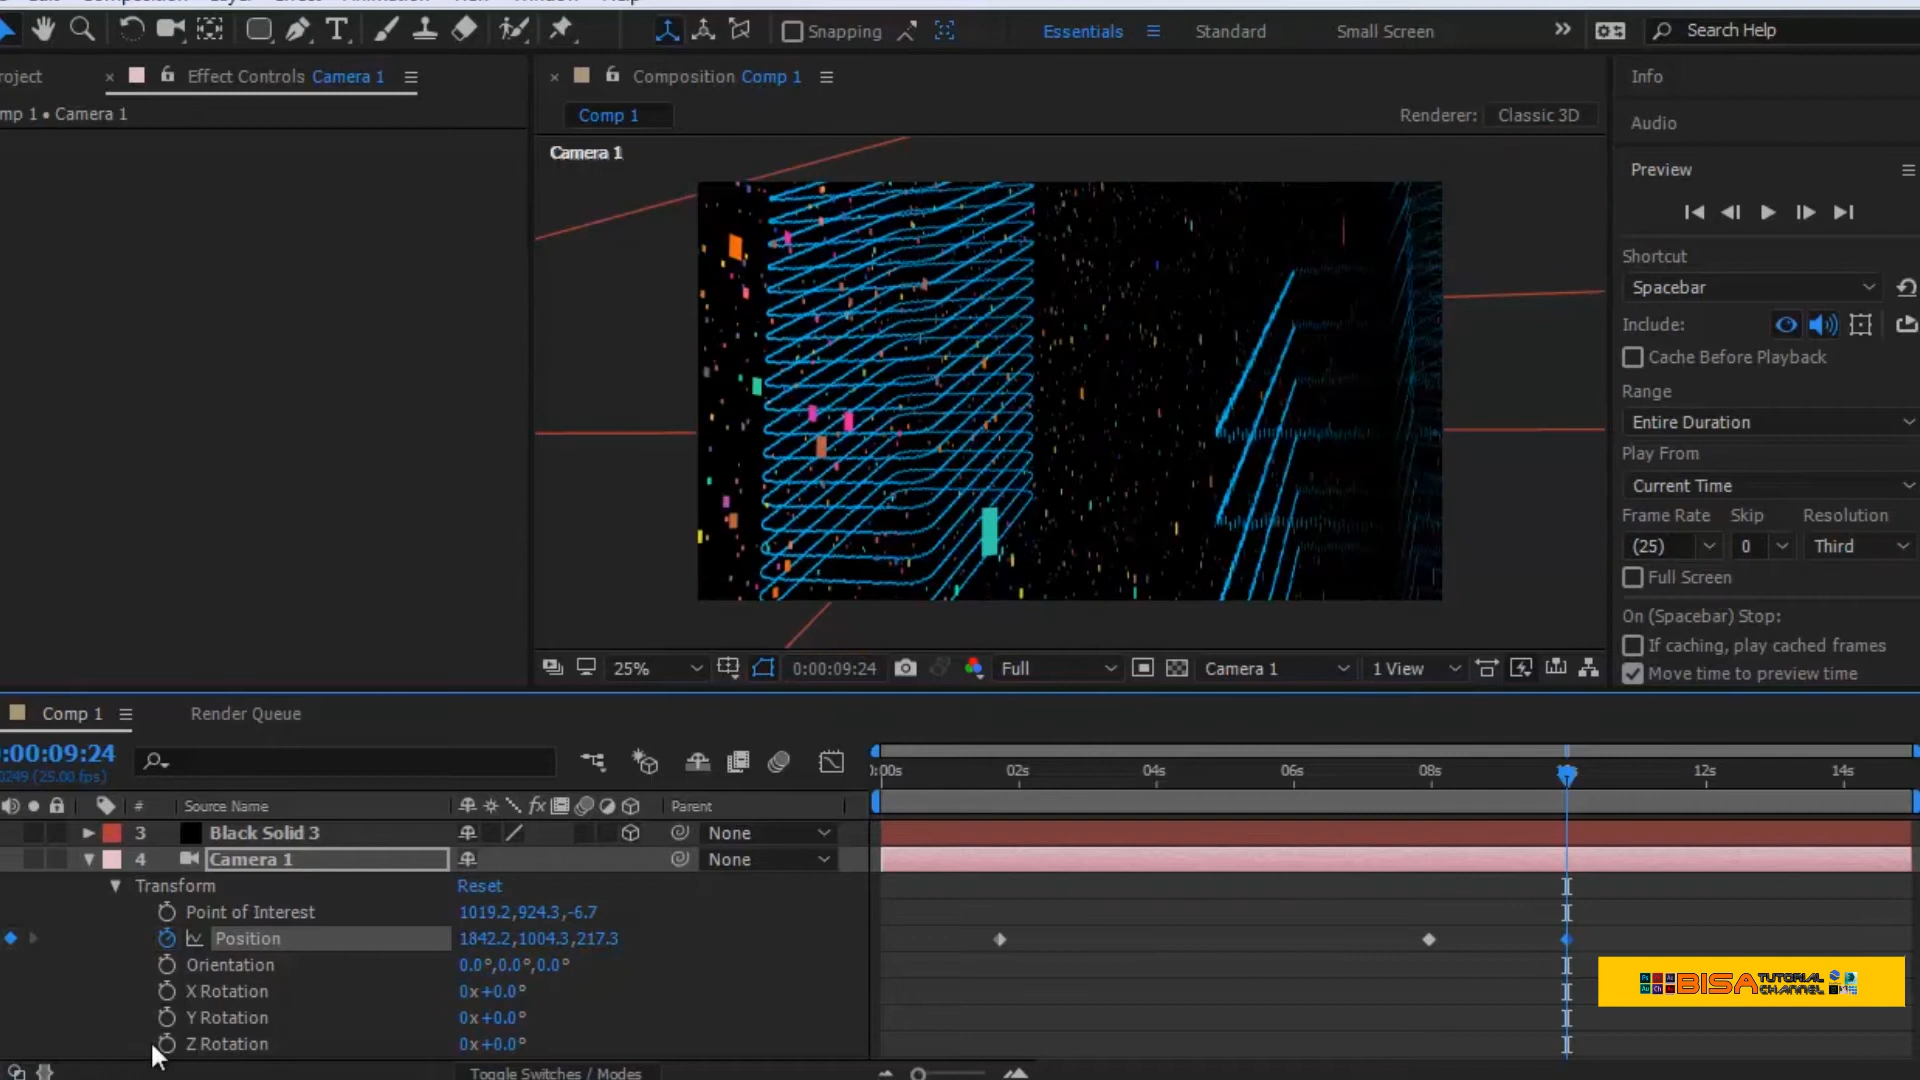 Snapping
Essentials
Standard
Small Screen
Search Help
Effect Controls Camera 1
Composition Comp 1
Info
Camera 1
Comp 1
Renderer: Classic 3D
Audio
Camera 1
Preview
Shortcut
Spacebar
Include:
Cache Before Playback
Range
Entire Duration
Play From
Current Time
Frame Rate Skip Resolution
(25) 0 Third
Full Screen
On (Spacebar) Stop:
If caching, play cached frames
Move time to preview time
25% 0:00:09:24 Full Camera 1 1 View
Comp 1
Render Queue
:00:09:24
0249 (25.00 fps)
0:00s 02s 04s 06s 08s 12s 14s
# Source Name fx Parent
3 Black Solid 3 None
4 Camera 1 None
Transform Reset
Point of Interest 1019.2,924.3,-6.7
Position 1842.2,1004.3,217.3
Orientation 0.0°,0.0°,0.0°
X Rotation 0x+0.0°
Y Rotation 0x+0.0°
Z Rotation 0x+0.0°
Toggle Switches / Modes
BISA TUTORIAL CHANNEL